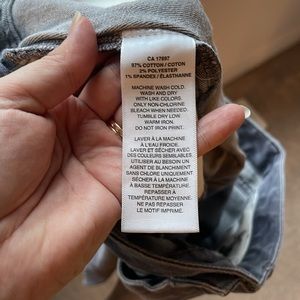 CA 17897
97% COTTON / COTON
2% POLYESTER
1% SPANDEX / ÉLASTHANNE
MACHINE WASH COLD.
WASH AND DRY
WITH LIKE COLORS.
ONLY NON-CHLORINE
BLEACH WHEN NEEDED.
TUMBLE DRY LOW
WARM IRON.
DO NOT IRON PRINT.
LAVER À LA MACHINE
À L'EAU FROIDE.
LAVER ET SÉCHER AVEC
DES COULEURS SEMBLABLES.
UTILISER AU BESOIN UN
AGENT DE BLANCHIMENT
SANS CHLORE UNIQUEMENT.
SÉCHER À LA MACHINE
À BASSE TEMPÉRATURE.
REPASSER À
TEMPÉRATURE MOYENNE.
NE PAS REPASSER
LE MOTIF IMPRIMÉ.